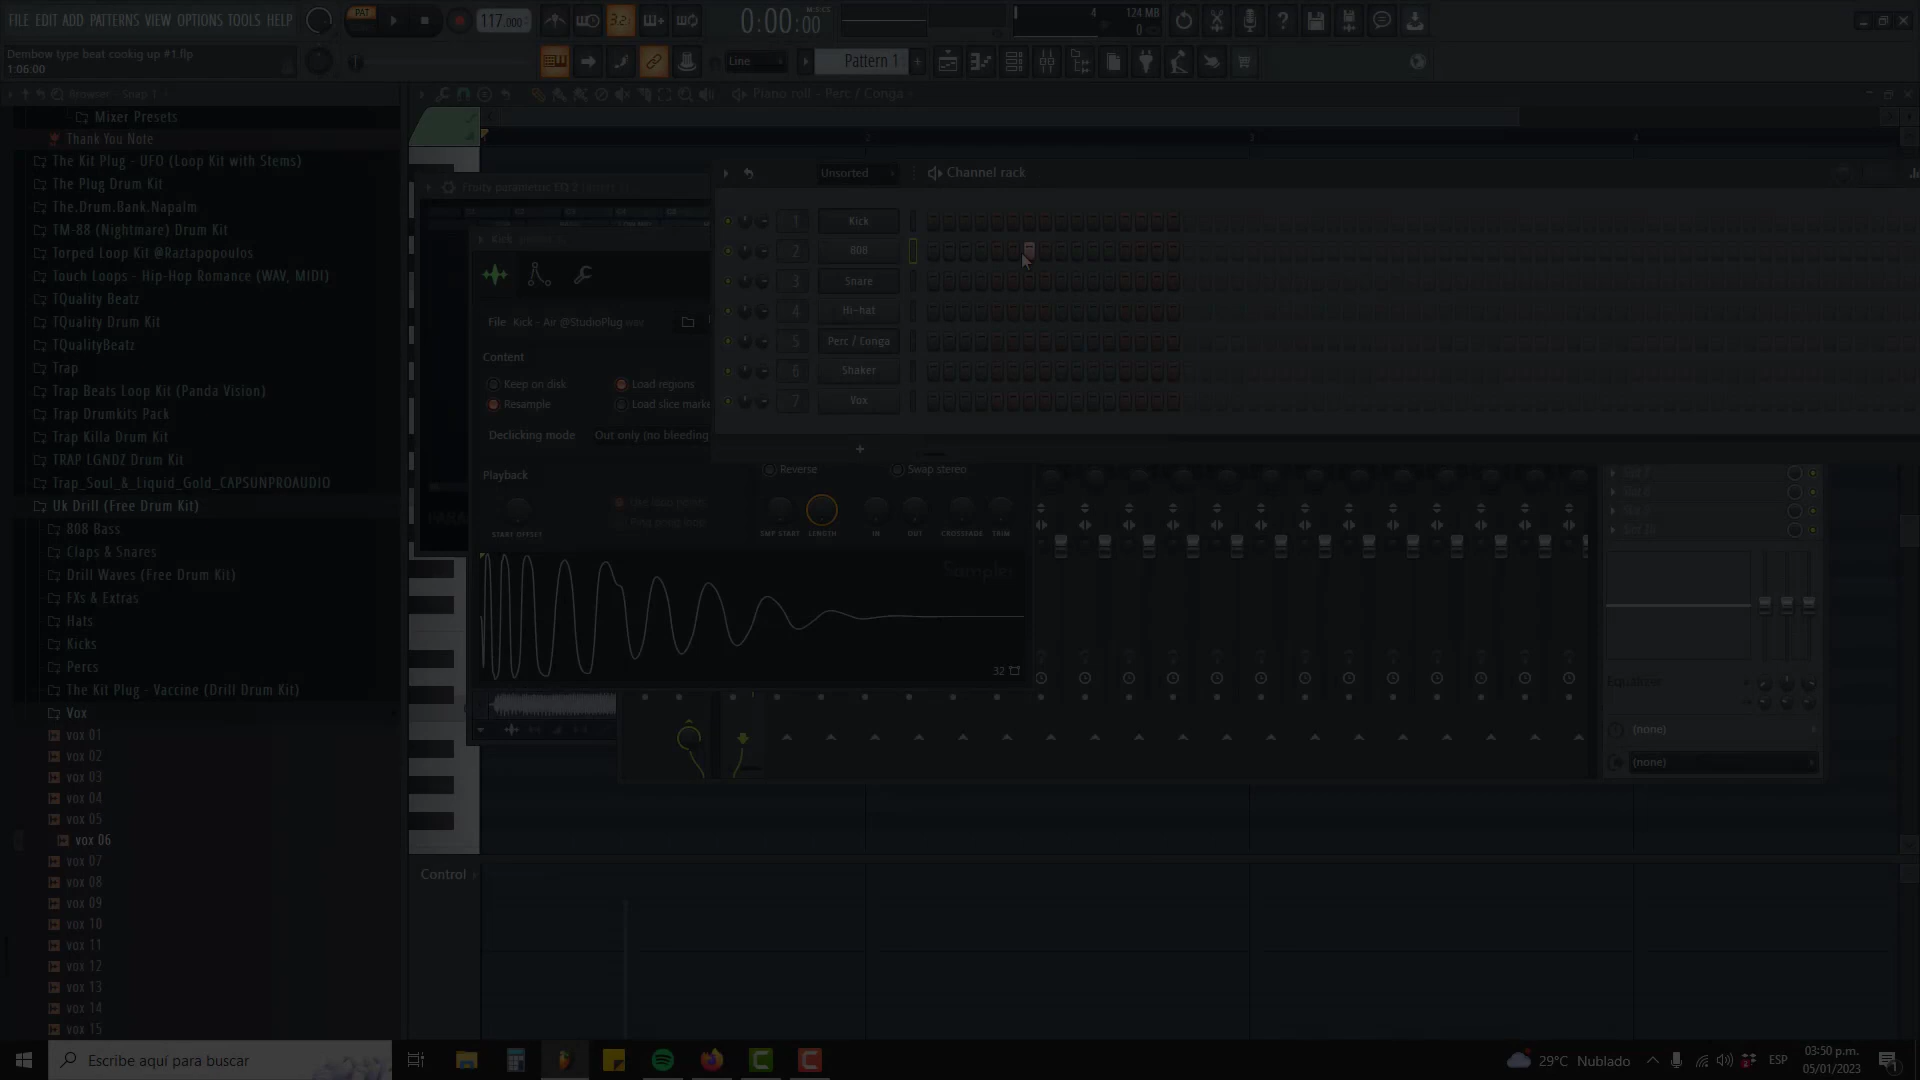 FILE EDIT ADD PATTERNS VIEW OPTIONS TOOLS HELP
PAT
117.000
3.2.1
0:00:00
M:S:CS
4
124 MB
0
Dembow type beat cookig up #1.flp
1:06:00
Line
Pattern 1
+
Browser - Snap 1
Piano roll - Perc / Conga
2
3
4
Mixer Presets
Thank You Note
The Kit Plug - UFO (Loop Kit with Stems)
The Plug Drum Kit
The.Drum.Bank.Napalm
TM-88 (Nightmare) Drum Kit
Torped Loop Kit @Raztapopoulos
Touch Loops - Hip-Hop Romance (WAV, MIDI)
TQuality Beatz
TQuality Drum Kit
TQualityBeatz
Trap
Trap Beats Loop Kit (Panda Vision)
Trap Drumkits Pack
Trap Killa Drum Kit
TRAP LGNDZ Drum Kit
Trap_Soul_&_Liquid_Gold_CAPSUNPROAUDIO
Uk Drill (Free Drum Kit)
808 Bass
Claps & Snares
Drill Waves (Free Drum Kit)
FXs & Extras
Hats
Kicks
Percs
The Kit Plug - Vaccine (Drill Drum Kit)
Vox
vox 01
vox 02
vox 03
vox 04
vox 05
vox 06
vox 07
vox 08
vox 09
vox 10
vox 11
vox 12
vox 13
vox 14
vox 15
Fruity parametric EQ 2
Kick
File Kick - Air @StudioPlug.wav
Content
Keep on disk
Load regions
Resample
Load slice marke
Declicking mode
Out only (no bleeding
Playback
START OFFSET
Reverse
Swap stereo
SMP START
LENGTH
IN
OUT
CROSSFADE
TRIM
Sampler
32
Unsorted
Channel rack
1 Kick
2 808
3 Snare
4 Hi-hat
5 Perc / Conga
6 Shaker
7 Vox
+
Equalizer
(none)
(none)
Control
Escribe aquí para buscar
29°C Nublado
ESP
03:50 p.m.
05/01/2023
1